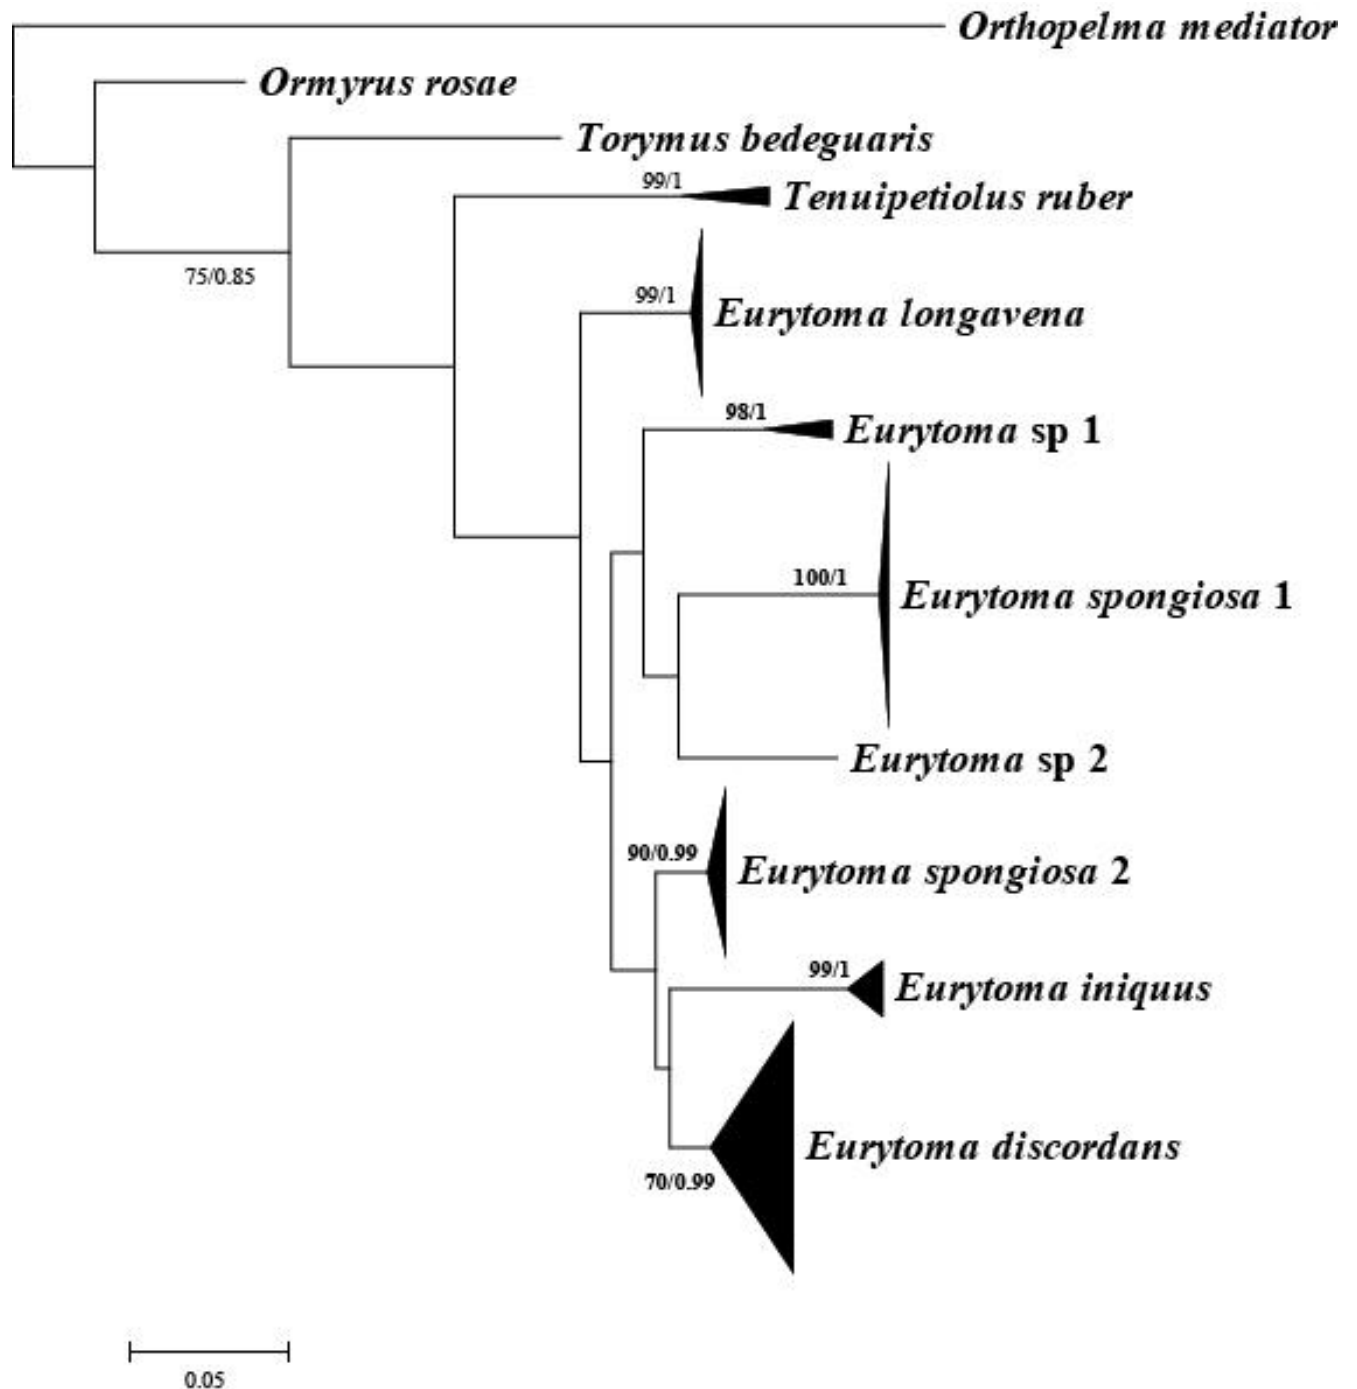 Orthopelma mediator
Ormyrus rosae
Torymus bedeguaris
99/1
Tenuipetiolus ruber
75/0.85
99/1
Eurytoma longavena
98/1
Eurytoma sp 1
100/1
Eurytoma spongiosa 1
Eurytoma sp 2
90/0.99
Eurytoma spongiosa 2
99/1
Eurytoma iniquus
Eurytoma discordans
70/0.99
0.05